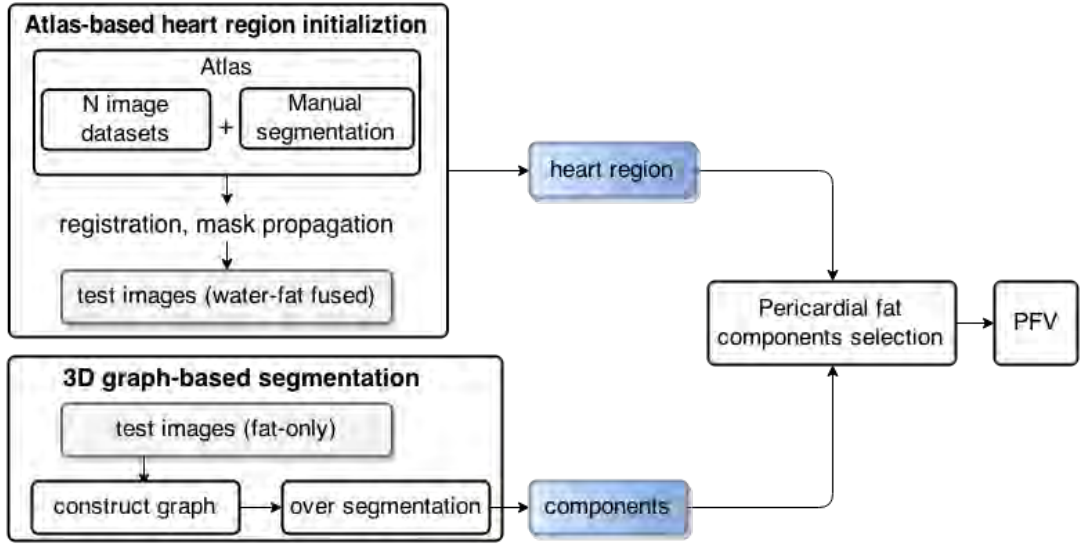 Atlas-based heart region initializtion
Atlas
N image
datasets
+
Manual
segmentation
registration, mask propagation
test images (water-fat fused)
heart region
Pericardial fat
components selection
PFV
3D graph-based segmentation
test images (fat-only)
construct graph
over segmentation
components